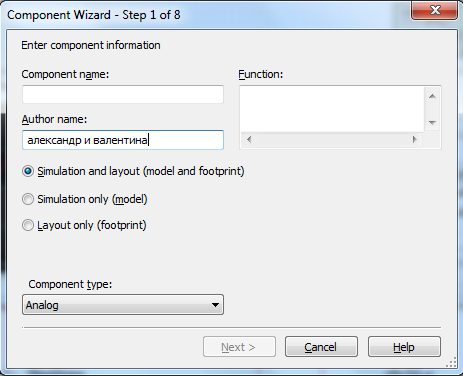 Component Wizard - Step 1 of 8
Enter component information
Component name:
Function:
Author name:
александр и валентина
Simulation and layout (model and footprint)
Simulation only (model)
Layout only (footprint)
Component type:
Analog
Next >
Cancel
Help